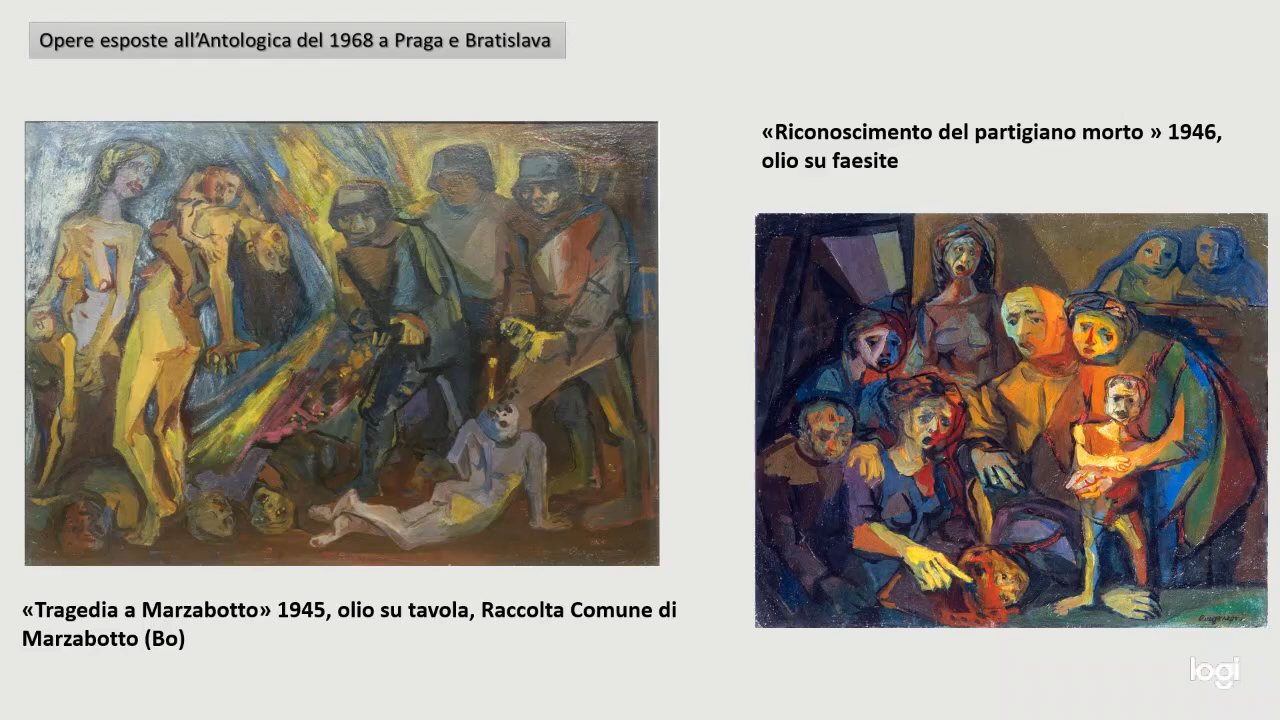 Opere esposte all'Antologica del 1968 a Praga e Bratislava
«Riconoscimento del partigiano morto » 1946,
olio su faesite
«Tragedia a Marzabotto» 1945, olio su tavola, Raccolta Comune di
Marzabotto (Bo)
logi